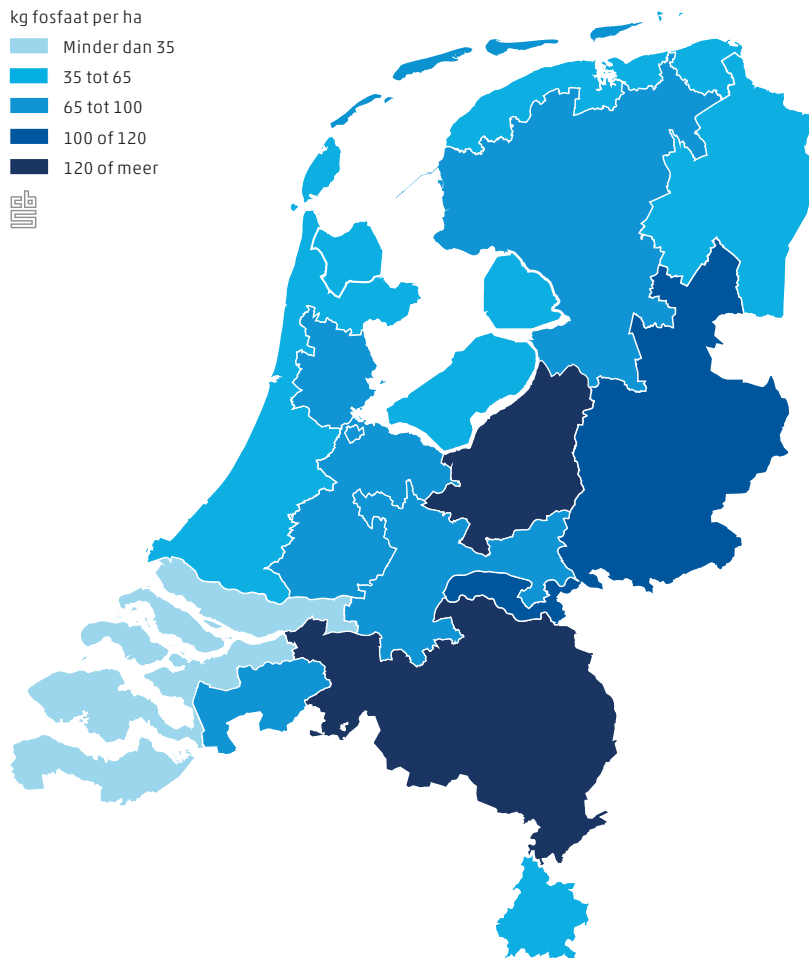 kg fosfaat per ha
Minder dan 35
35 tot 65
65 tot 100
100 of 120
120 of meer
cbs